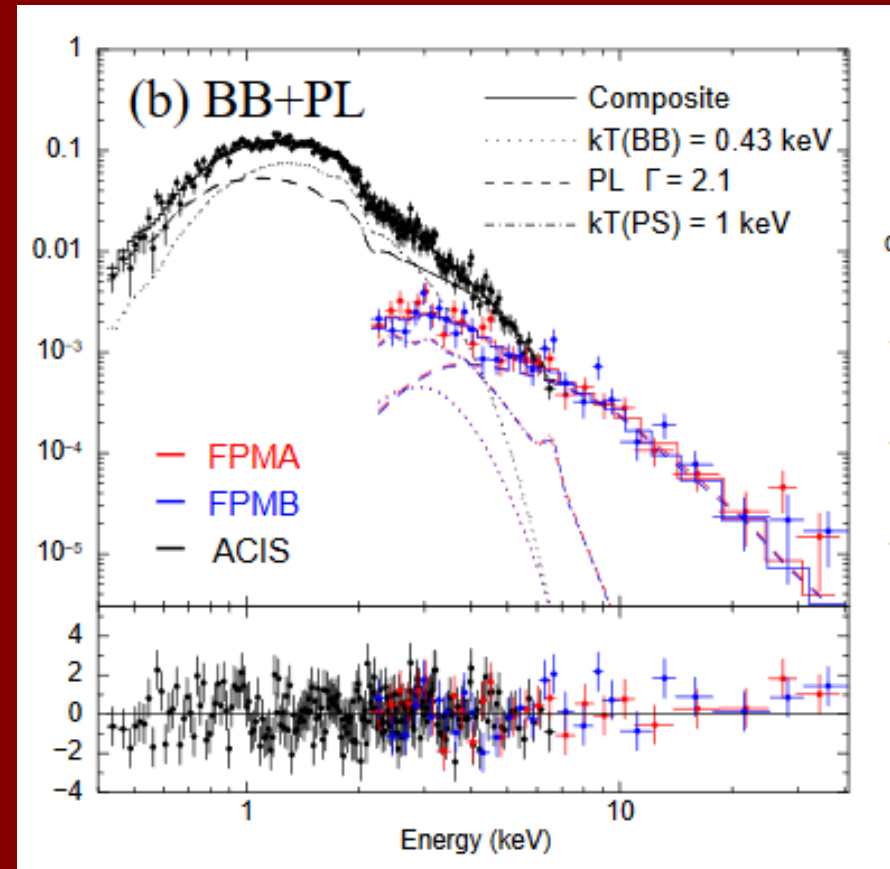 1
(b) BB+PL
Composite
kT(BB) = 0.43 keV
0.1
PL Γ = 2.1
kT(PS) = 1 keV
0.01
10⁻³
10⁻⁴
FPMA
FPMB
ACIS
10⁻⁵
4
2
0
−2
−4
1
10
Energy (keV)